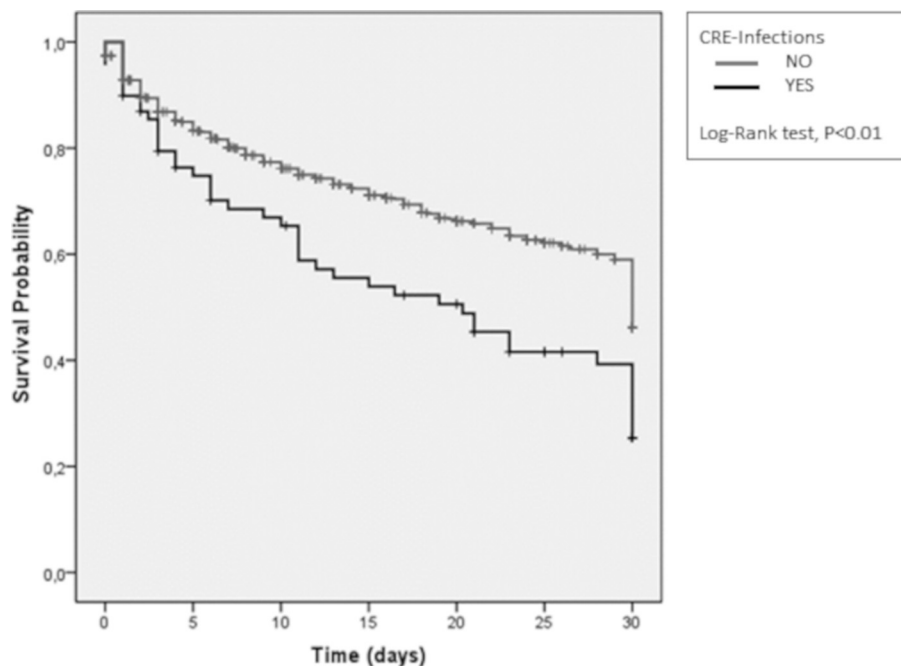 CRE-Infections
NO
YES
Log-Rank test, P<0.01
Survival Probability
1,0
0,8
0,6
0,4
0,2
0,0
0 5 10 15 20 25 30
Time (days)